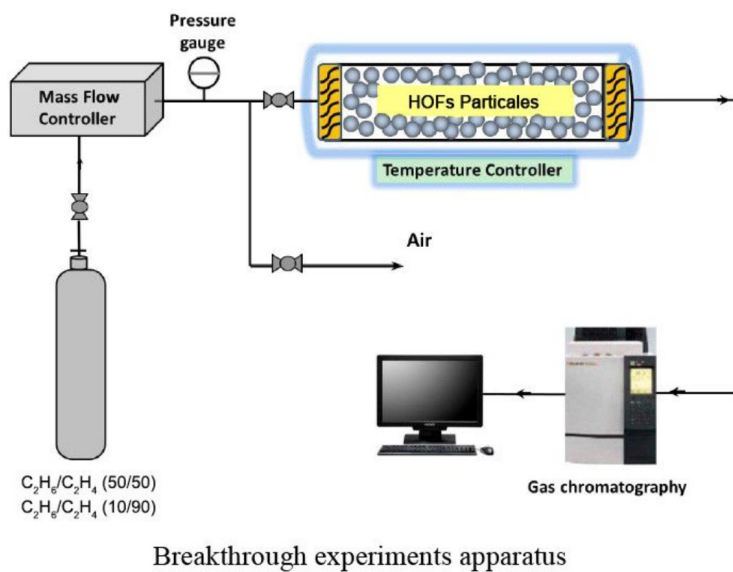 Pressure
gauge
Mass Flow
Controller
HOFs Particales
Temperature Controller
Air
C₂H₆/C₂H₄ (50/50)
C₂H₆/C₂H₄ (10/90)
Gas chromatography
Breakthrough experiments apparatus